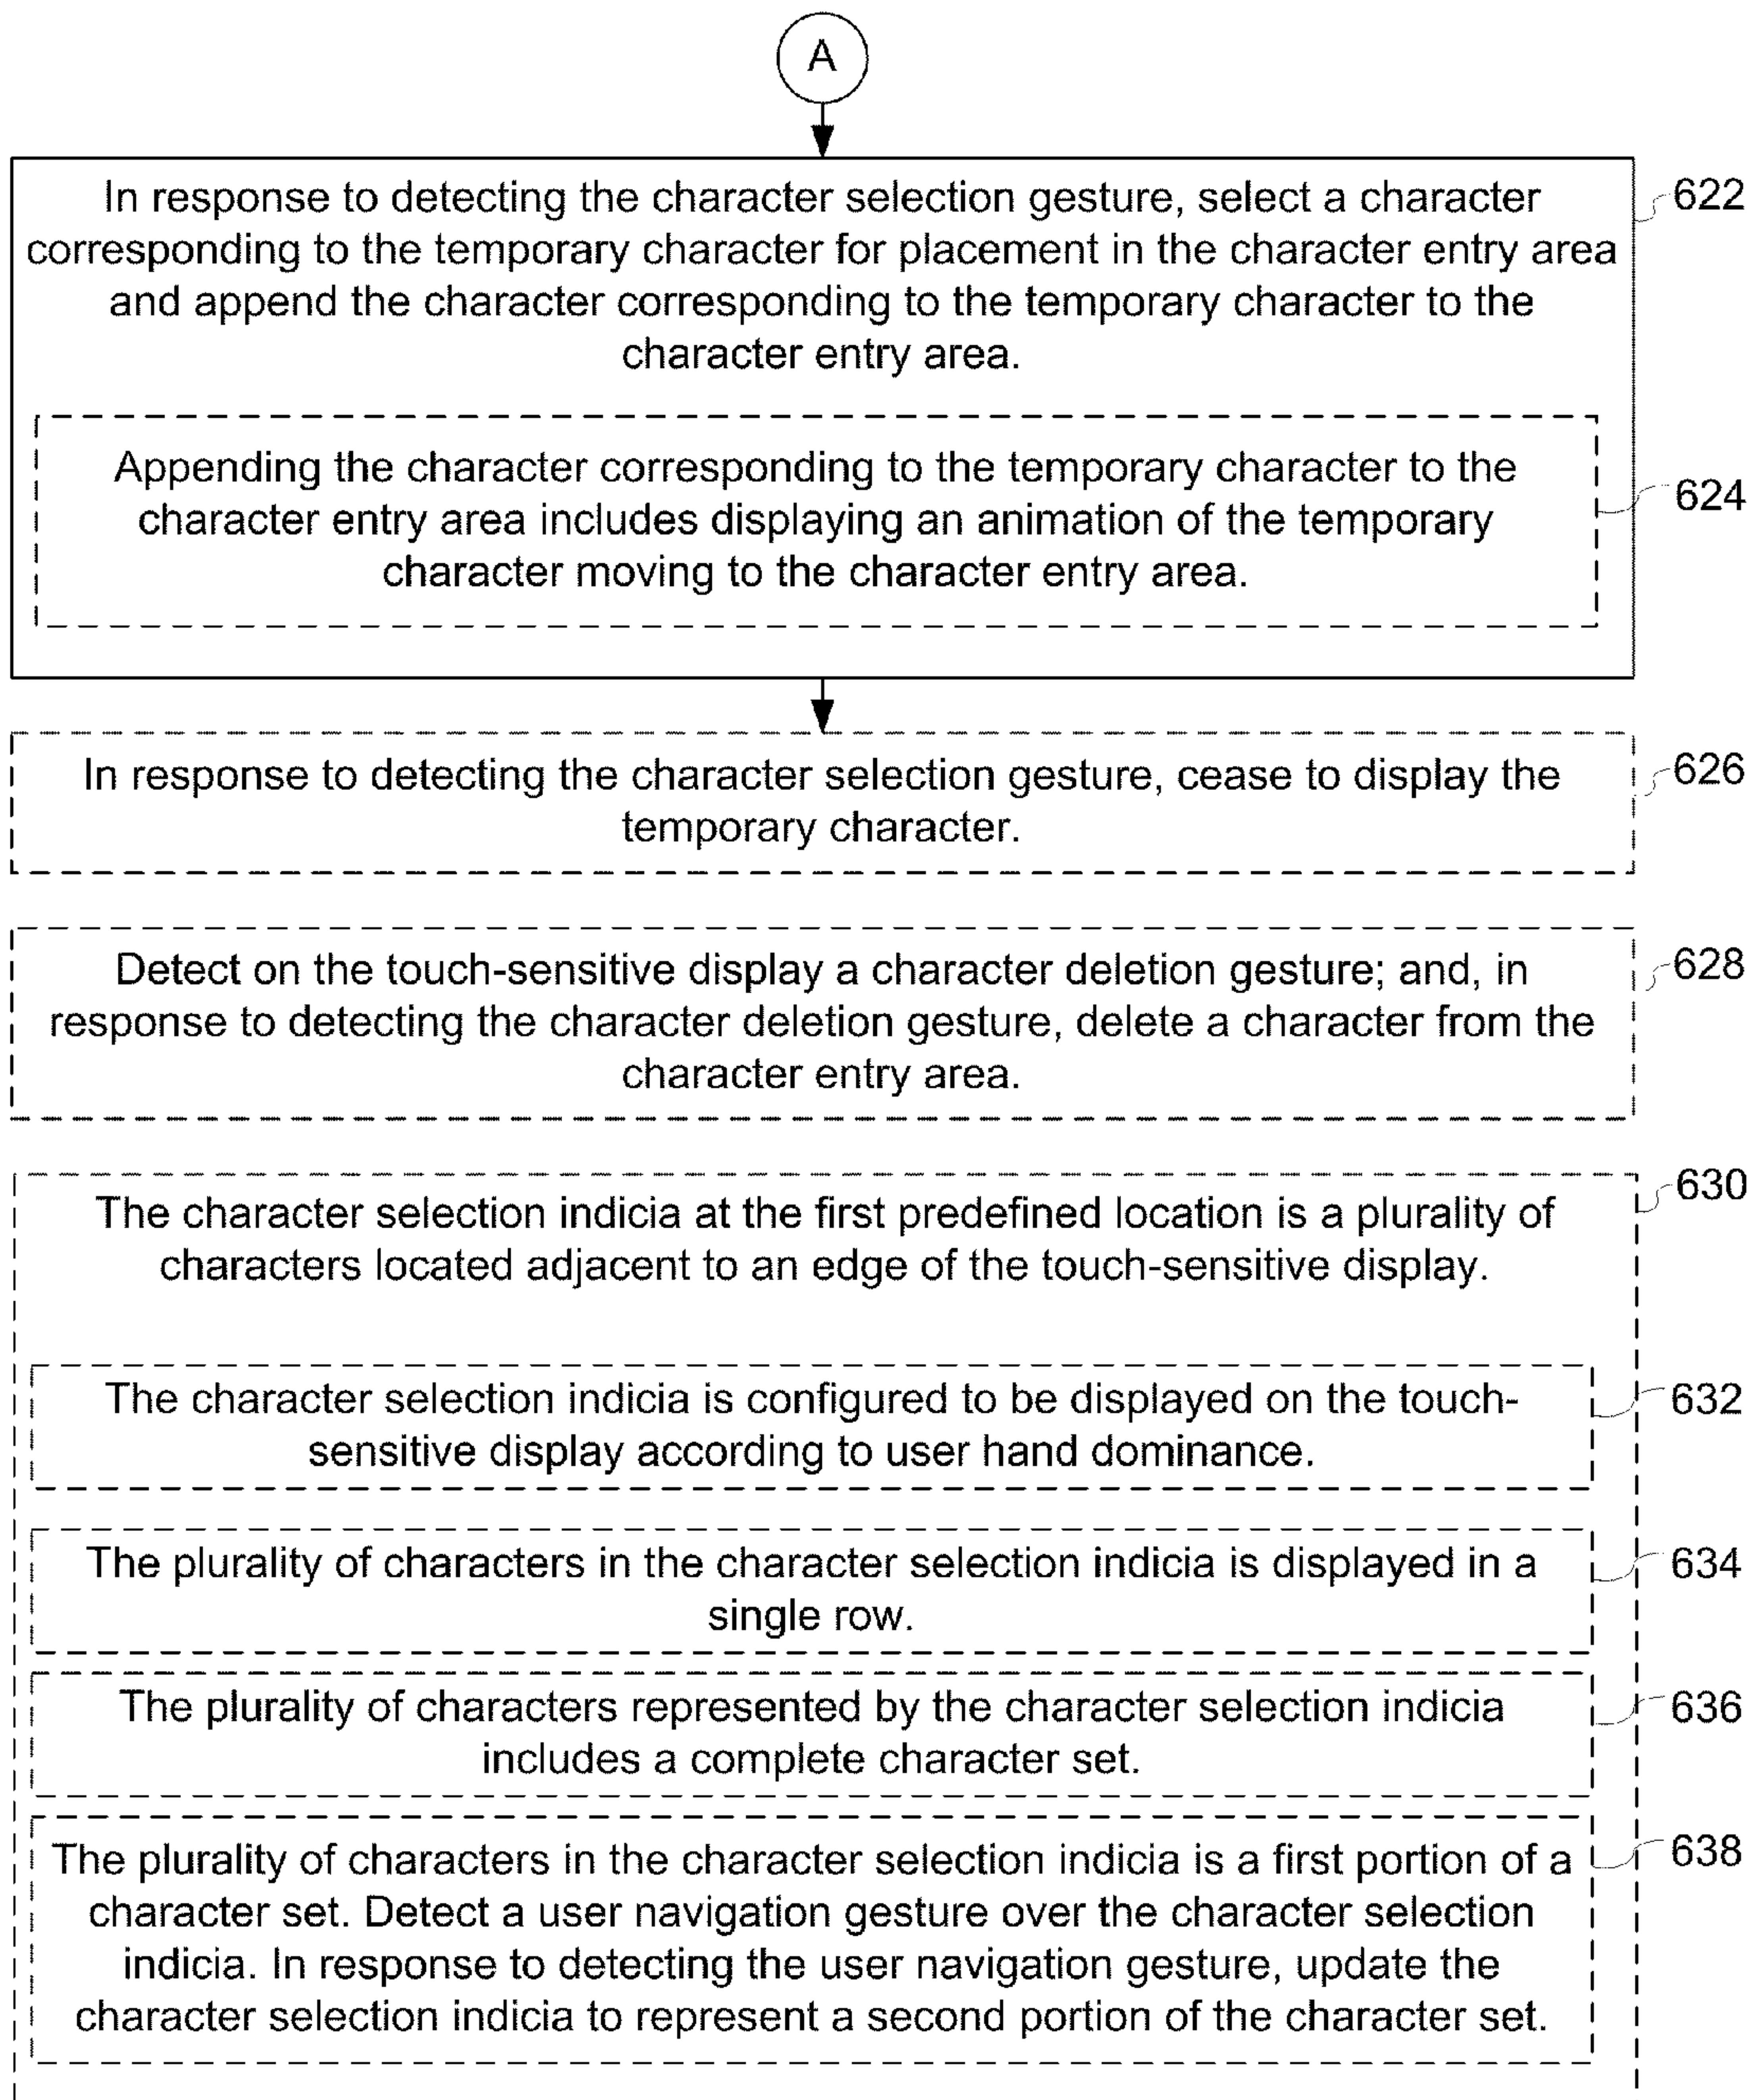 A
In response to detecting the character selection gesture, select a character
corresponding to the temporary character for placement in the character entry area
and append the character corresponding to the temporary character to the
character entry area.
622
Appending the character corresponding to the temporary character to the
character entry area includes displaying an animation of the temporary
character moving to the character entry area.
624
In response to detecting the character selection gesture, cease to display the
temporary character.
626
Detect on the touch-sensitive display a character deletion gesture; and, in
response to detecting the character deletion gesture, delete a character from the
character entry area.
628
The character selection indicia at the first predefined location is a plurality of
characters located adjacent to an edge of the touch-sensitive display.
630
The character selection indicia is configured to be displayed on the touch-
sensitive display according to user hand dominance.
632
The plurality of characters in the character selection indicia is displayed in a
single row.
634
The plurality of characters represented by the character selection indicia
includes a complete character set.
636
The plurality of characters in the character selection indicia is a first portion of a
character set. Detect a user navigation gesture over the character selection
indicia. In response to detecting the user navigation gesture, update the
character selection indicia to represent a second portion of the character set.
638